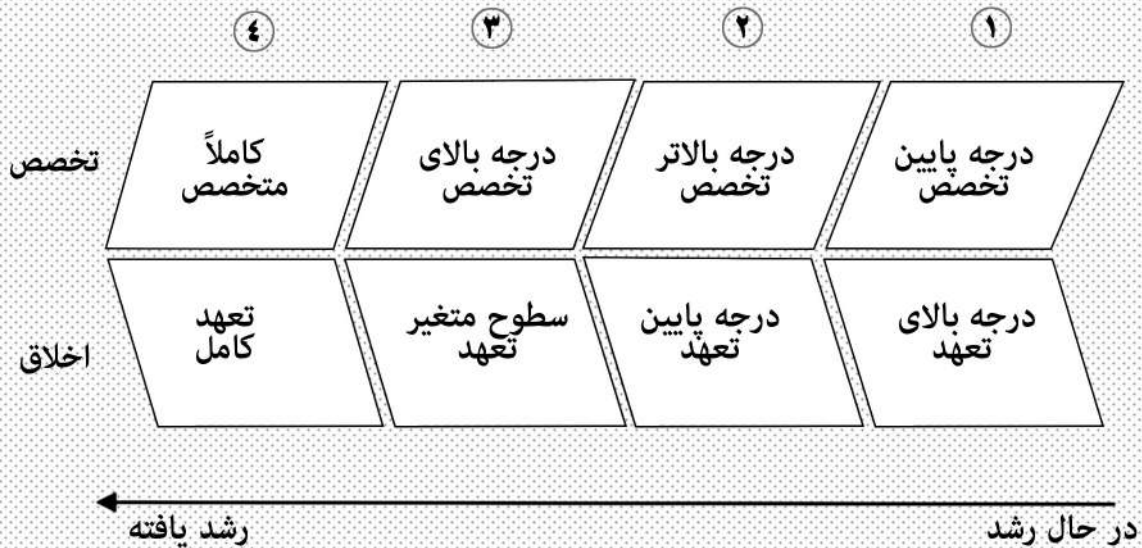 ۱
۲
۳
۴
تخصص
درجه پایین
تخصص
درجه بالاتر
تخصص
درجه بالای
تخصص
کاملاً
متخصص
اخلاق
درجه بالای
تعهد
درجه پایین
تعهد
سطوح متغیر
تعهد
تعهد
کامل
در حال رشد
رشد یافته